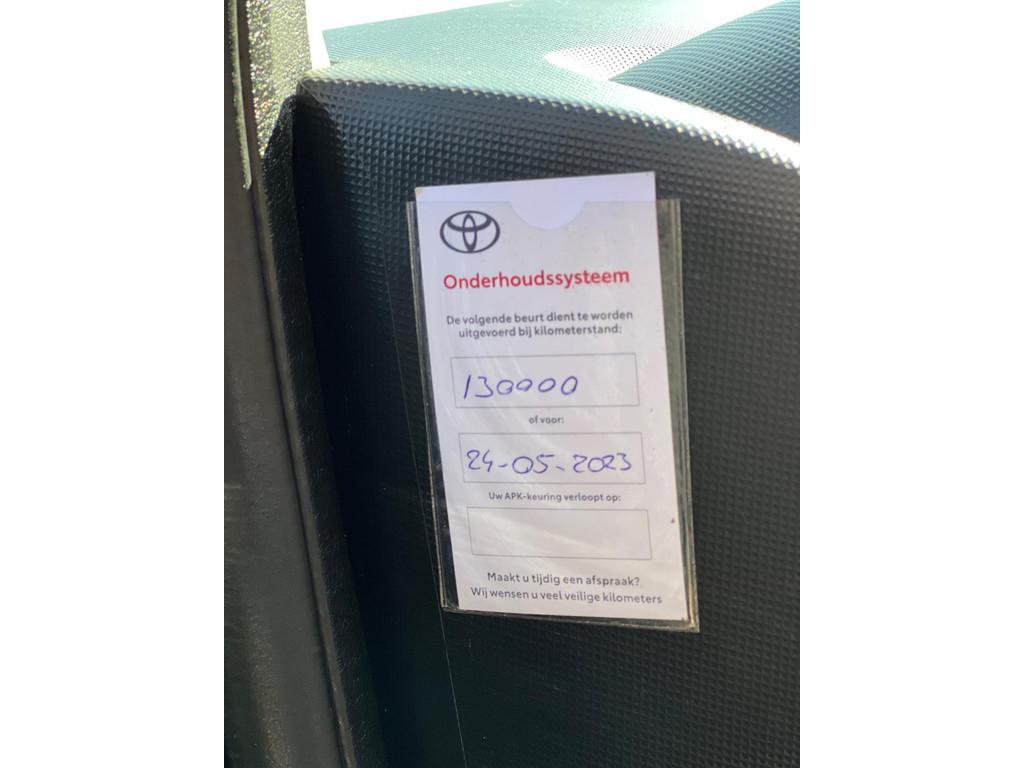 Onderhoudssysteem
De volgende beurt dient te worden
uitgevoerd bij kilometerstand:
130000
of voor:
24-05-2023
Uw APK-keuring verloopt op:
Maakt u tijdig een afspraak?
Wij wensen u veel veilige kilometers